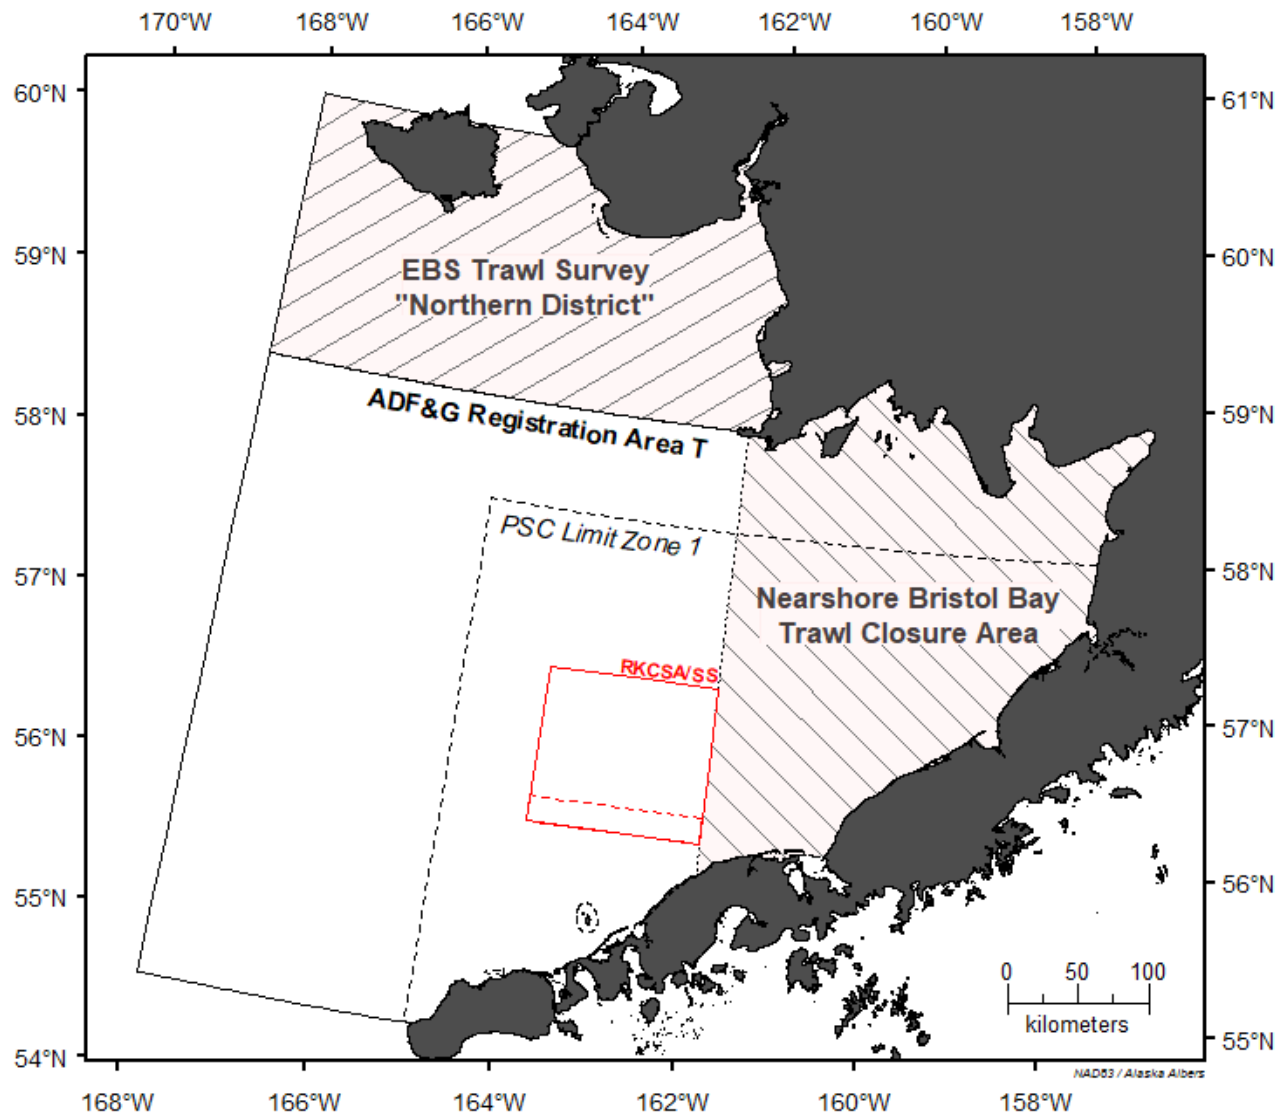 170°W 168°W 166°W 164°W 162°W 160°W 158°W
60°N
61°N
59°N
60°N
EBS Trawl Survey
"Northern District"
58°N
59°N
ADF&G Registration Area T
PSC Limit Zone 1
57°N
58°N
Nearshore Bristol Bay
Trawl Closure Area
RKCSA/SS
56°N
57°N
55°N
56°N
0 50 100
kilometers
54°N
55°N
NAD83 / Alaska Albers
168°W 166°W 164°W 162°W 160°W 158°W